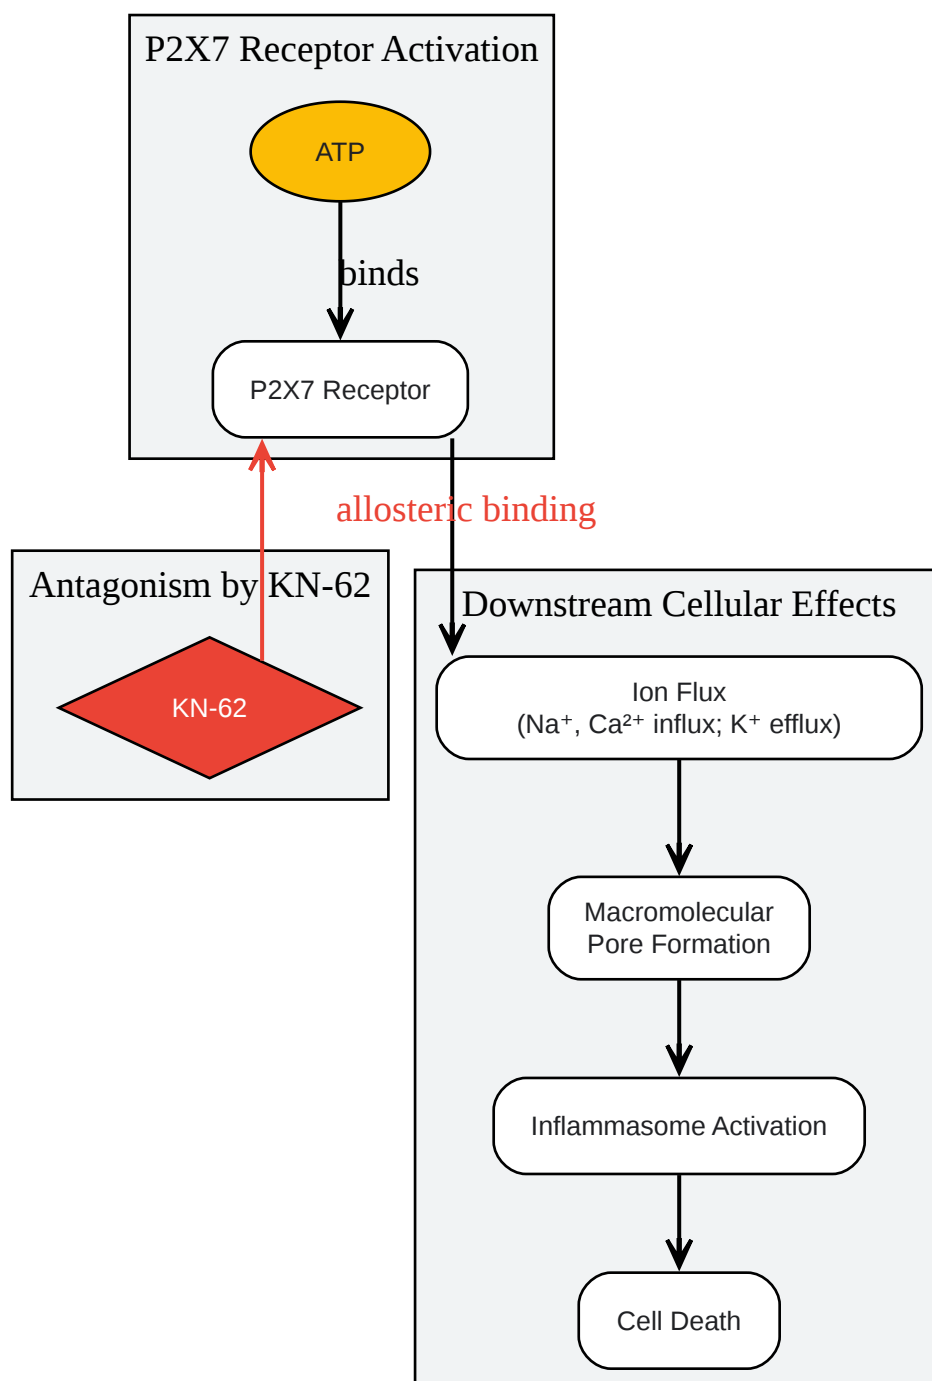 P2X7 Receptor Activation
ATP
binds
P2X7 Receptor
allosteric binding
Antagonism by KN-62
KN-62
Downstream Cellular Effects
Ion Flux
(Na⁺, Ca²⁺ influx; K⁺ efflux)
Macromolecular
Pore Formation
Inflammasome Activation
Cell Death